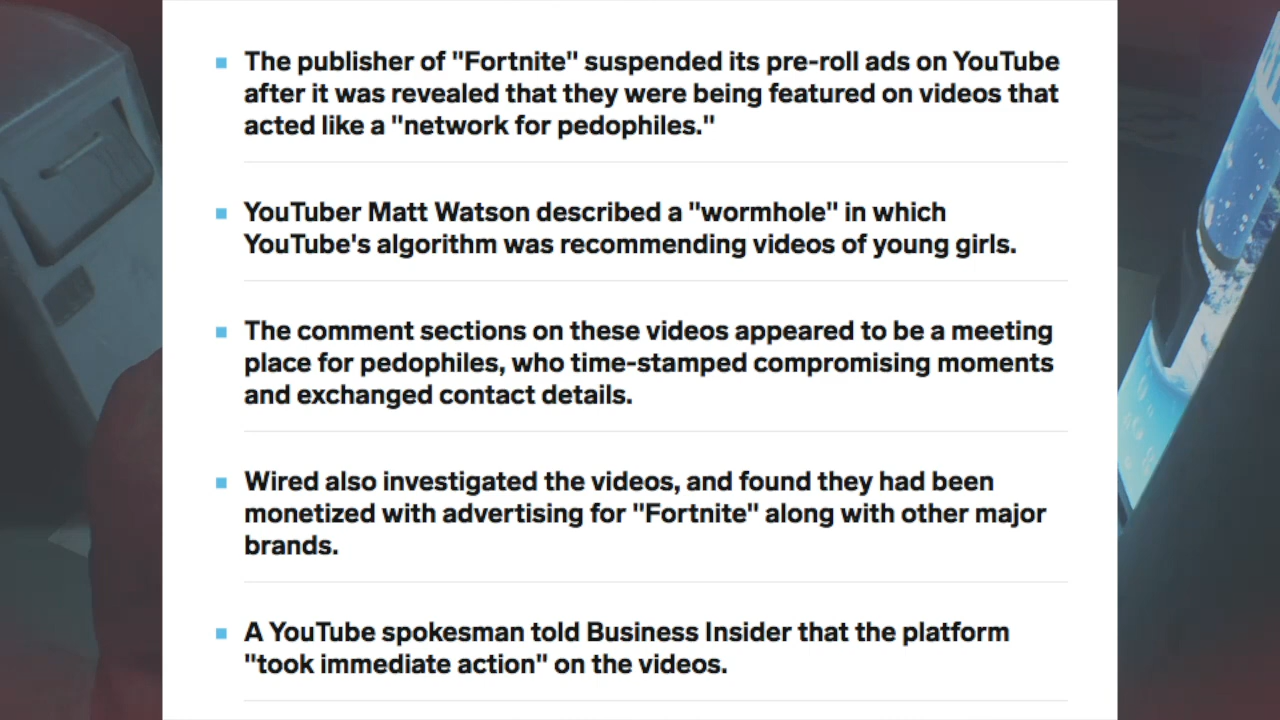 The publisher of "Fortnite" suspended its pre-roll ads on YouTube
after it was revealed that they were being featured on videos that
acted like a "network for pedophiles."
YouTuber Matt Watson described a "wormhole" in which
YouTube's algorithm was recommending videos of young girls.
The comment sections on these videos appeared to be a meeting
place for pedophiles, who time-stamped compromising moments
and exchanged contact details.
Wired also investigated the videos, and found they had been
monetized with advertising for "Fortnite" along with other major
brands.
A YouTube spokesman told Business Insider that the platform
"took immediate action" on the videos.